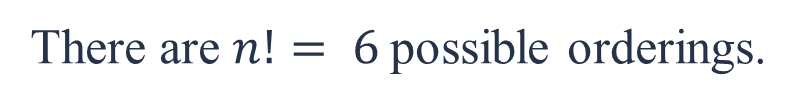 There are n! = 6 possible orderings.